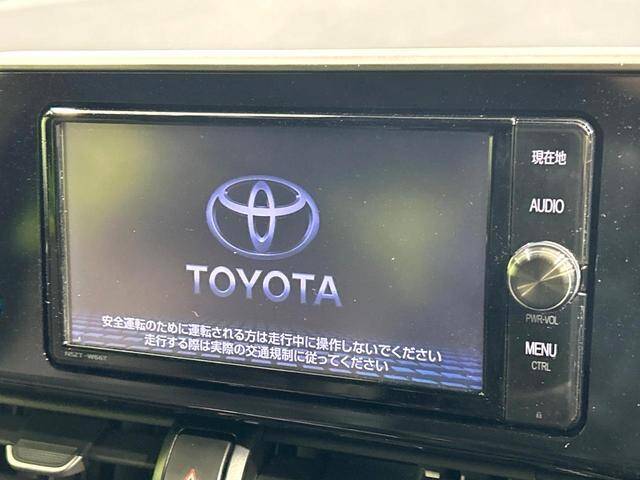 現在地
AUDIO
TOYOTA
PWR•VOL
安全運転のために運転される方は走行中に操作しないでください
走行する際は実際の交通規制に従ってください
MENU
CTRL
NSZT-W66T